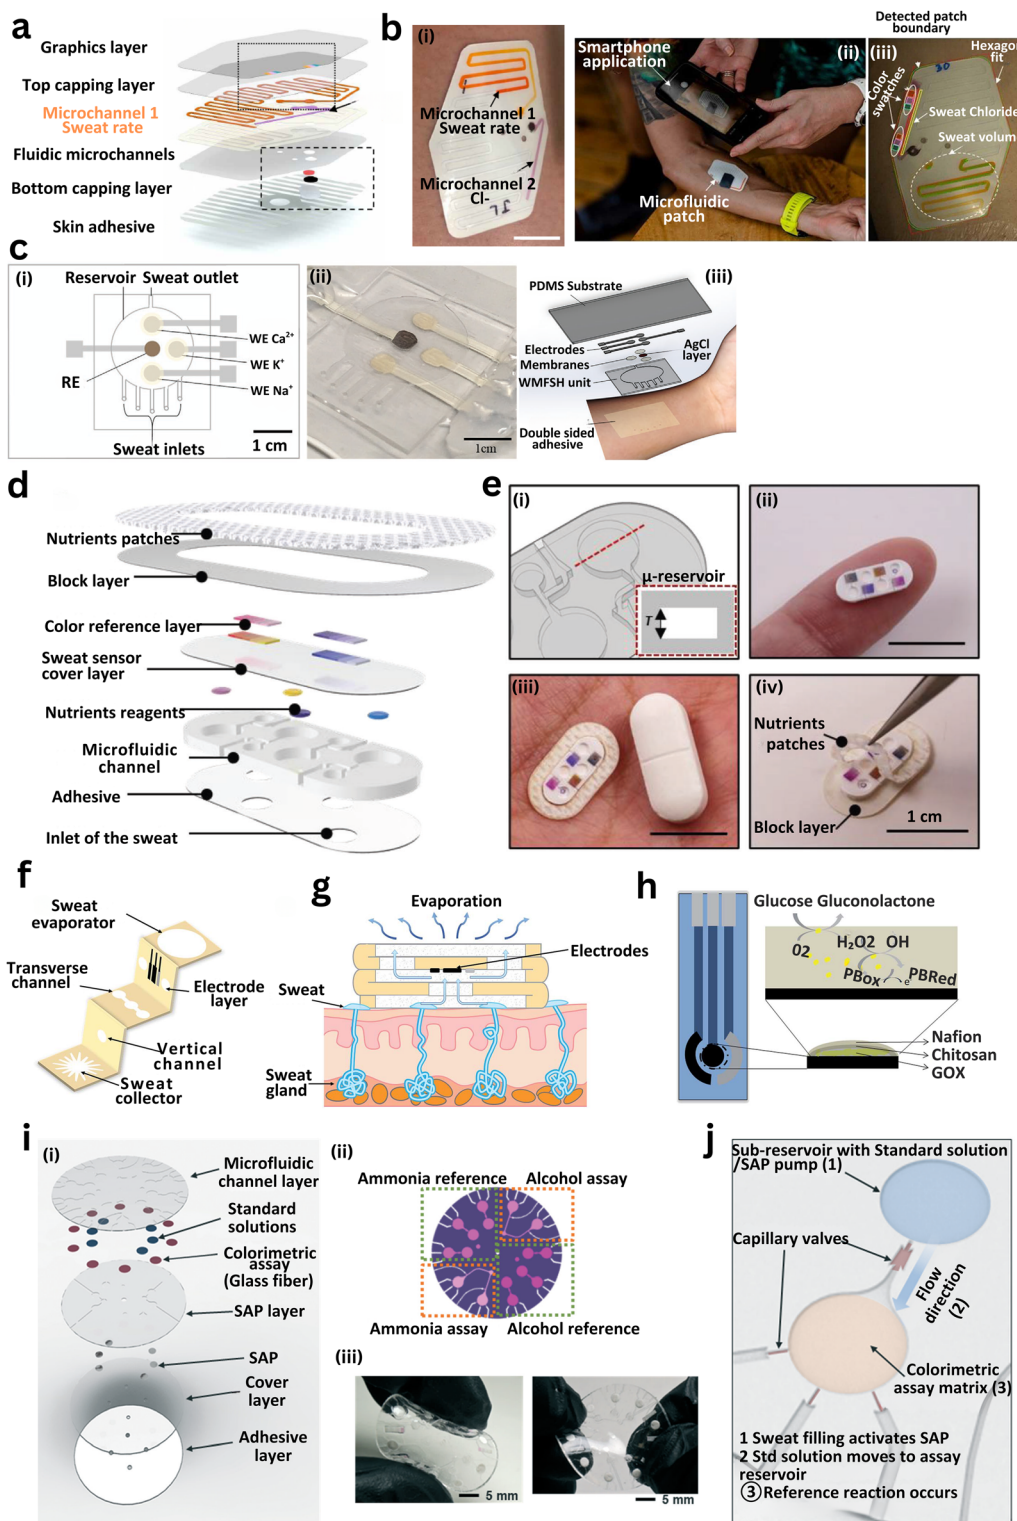 a
Graphics layer
Top capping layer
Microchannel 1
Sweat rate
Fluidic microchannels
Bottom capping layer
Skin adhesive
b
(i)
Microchannel 1
Sweat rate
Microchannel 2
Cl-
JL
Smartphone
application
(ii)
Microfluidic
patch
Detected patch
boundary
(iii)
Hexagon
fit
Color
swatches
Sweat Chloride
Sweat volum
c
(i)
Reservoir
Sweat outlet
WE Ca²⁺
WE K⁺
WE Na⁺
RE
Sweat inlets
1 cm
(ii)
1cm
(iii)
PDMS Substrate
Electrodes
AgCl
layer
Membranes
WMFSH unit
Double sided
adhesive
d
Nutrients patches
Block layer
Color reference layer
Sweat sensor
cover layer
Nutrients reagents
Microfluidic
channel
Adhesive
Inlet of the sweat
e
(i)
μ-reservoir
T
(ii)
(iii)
(iv)
Nutrients
patches
Block layer
1 cm
f
Sweat
evaporator
Transverse
channel
Electrode
layer
Vertical
channel
Sweat
collector
g
Evaporation
Electrodes
Sweat
Sweat
gland
h
Glucose Gluconolactone
02
H₂O2 OH
PBox
e
PBRed
Nafion
Chitosan
GOX
i
(i)
Microfluidic
channel layer
Standard
solutions
Colorimetric
assay
(Glass fiber)
SAP layer
SAP
Cover
layer
Adhesive
layer
(ii)
Ammonia reference
Alcohol assay
Ammonia assay
Alcohol reference
(iii)
5 mm
5 mm
j
Sub-reservoir with Standard solution
/SAP pump (1)
Capillary valves
Flow
direction
(2)
Colorimetric
assay matrix (3)
1 Sweat filling activates SAP
2 Std solution moves to assay
reservoir
③ Reference reaction occurs